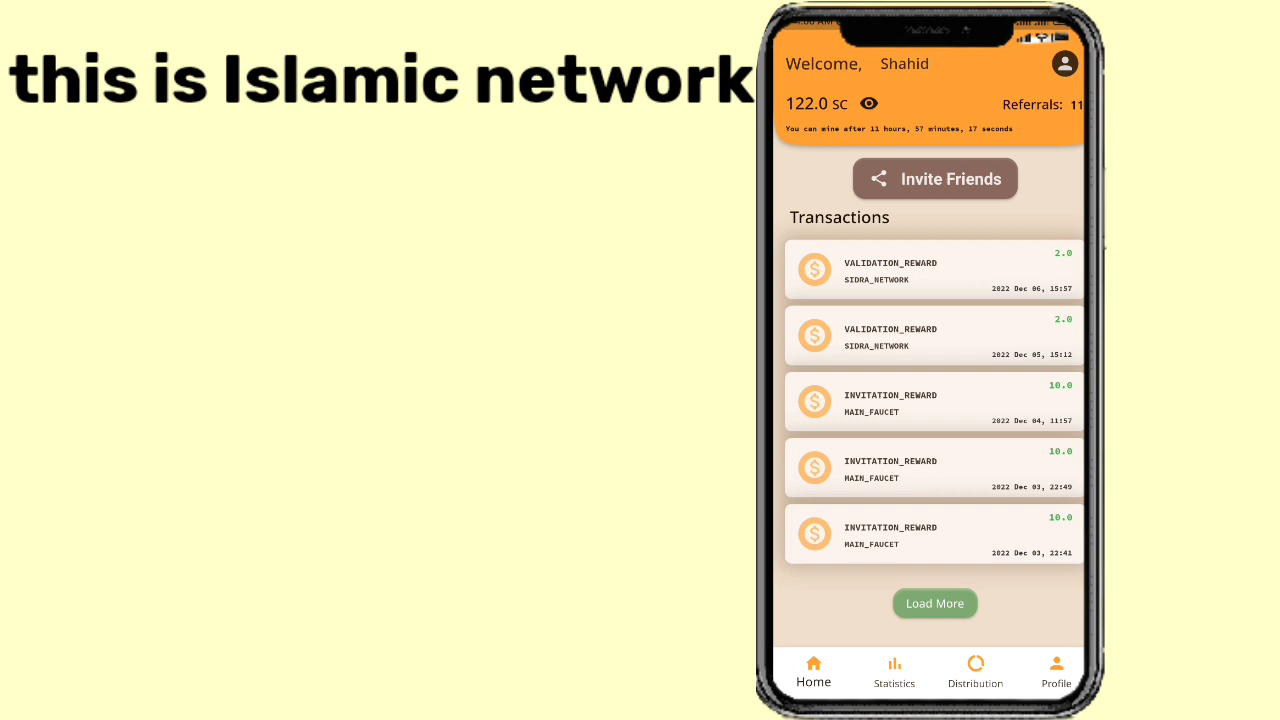 this is Islamic network
Welcome, Shahid
122.0 SC Referrals: 11
You can mine after 11 hours, 57 minutes, 17 seconds
Invite Friends
Transactions
2.0
VALIDATION_REWARD
SIDRA_NETWORK
2022 Dec 06, 15:57
2.0
VALIDATION_REWARD
SIDRA_NETWORK
2022 Dec 05, 15:12
10.0
INVITATION_REWARD
MAIN_FAUCET
2022 Dec 04, 11:57
10.0
INVITATION_REWARD
MAIN_FAUCET
2022 Dec 03, 22:49
10.0
INVITATION_REWARD
MAIN_FAUCET
2022 Dec 03, 22:41
Load More
Home Statistics Distribution Profile